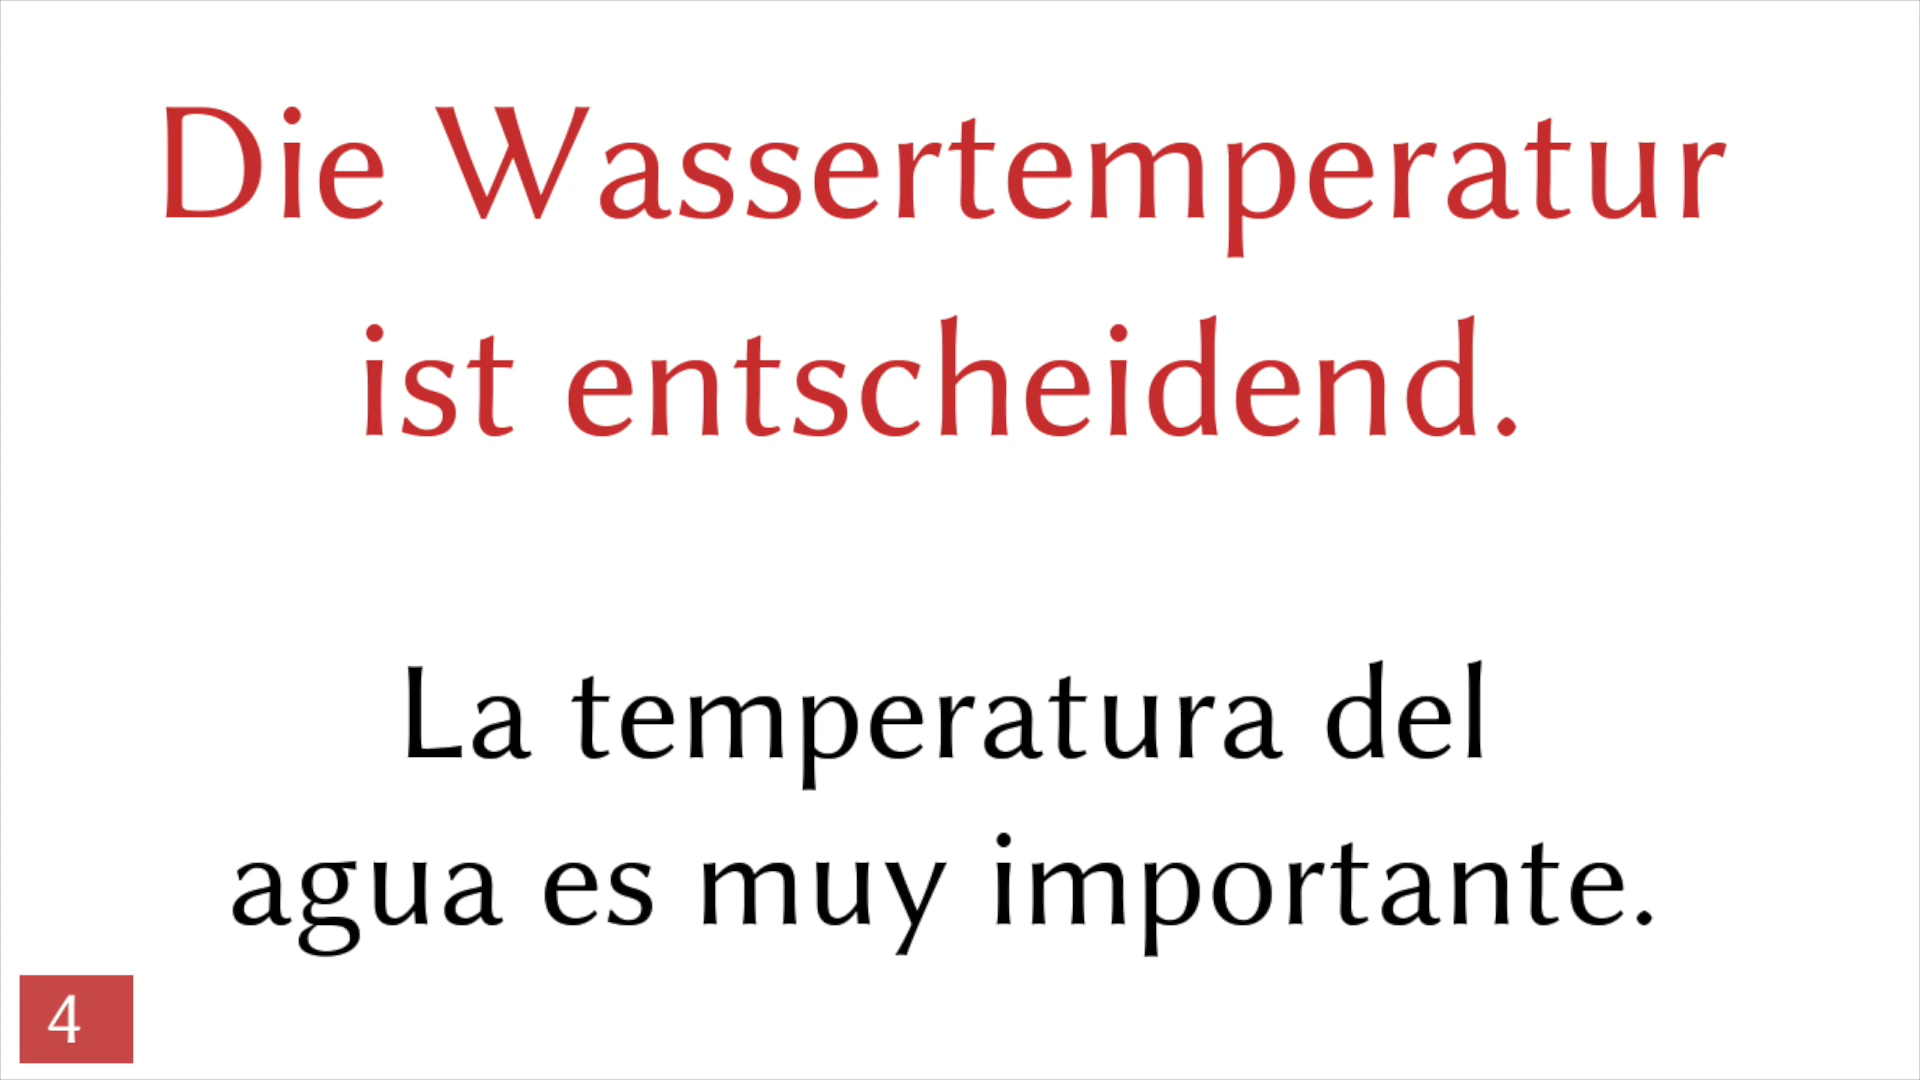 Die Wassertemperatur
ist entscheidend.
La temperatura del
agua es muy importante.
4